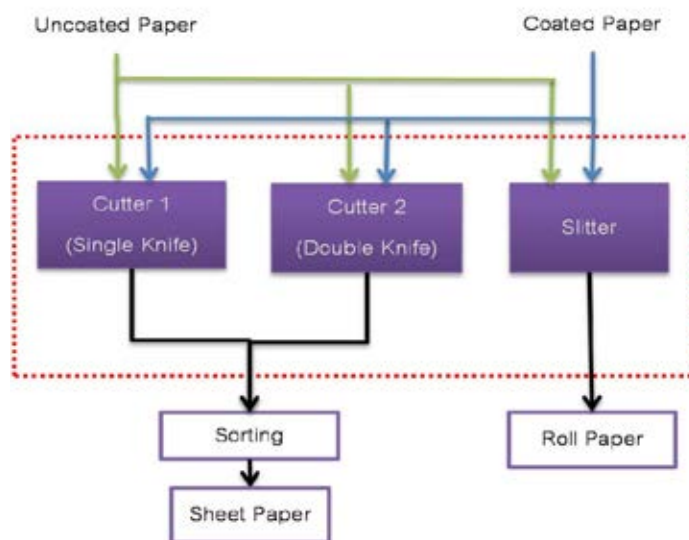 Uncoated Paper
Coated Paper
Cutter 1
(Single Knife)
Cutter 2
(Double Knife)
Slitter
Sorting
Roll Paper
Sheet Paper